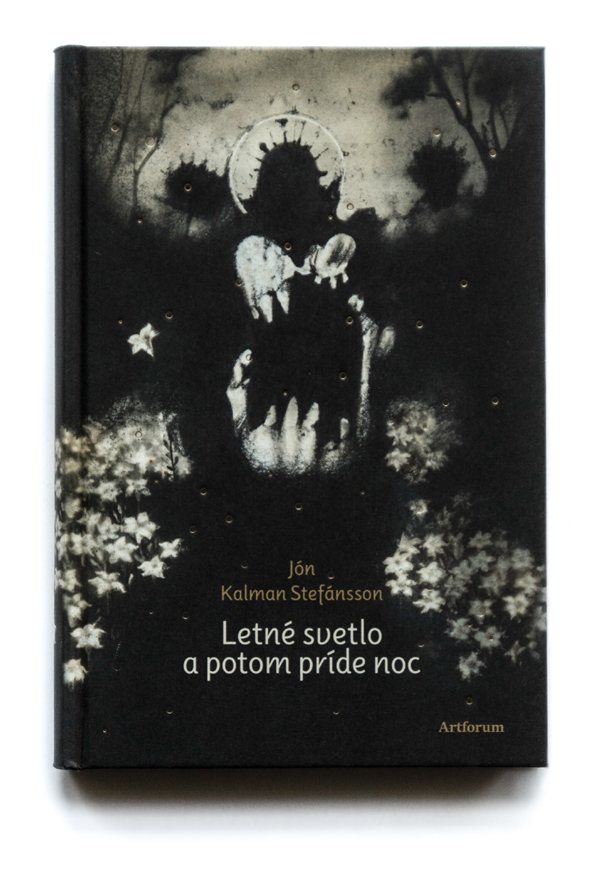 Jón
Kalman Stefánsson
Letné svetlo
a potom príde noc
Artforum